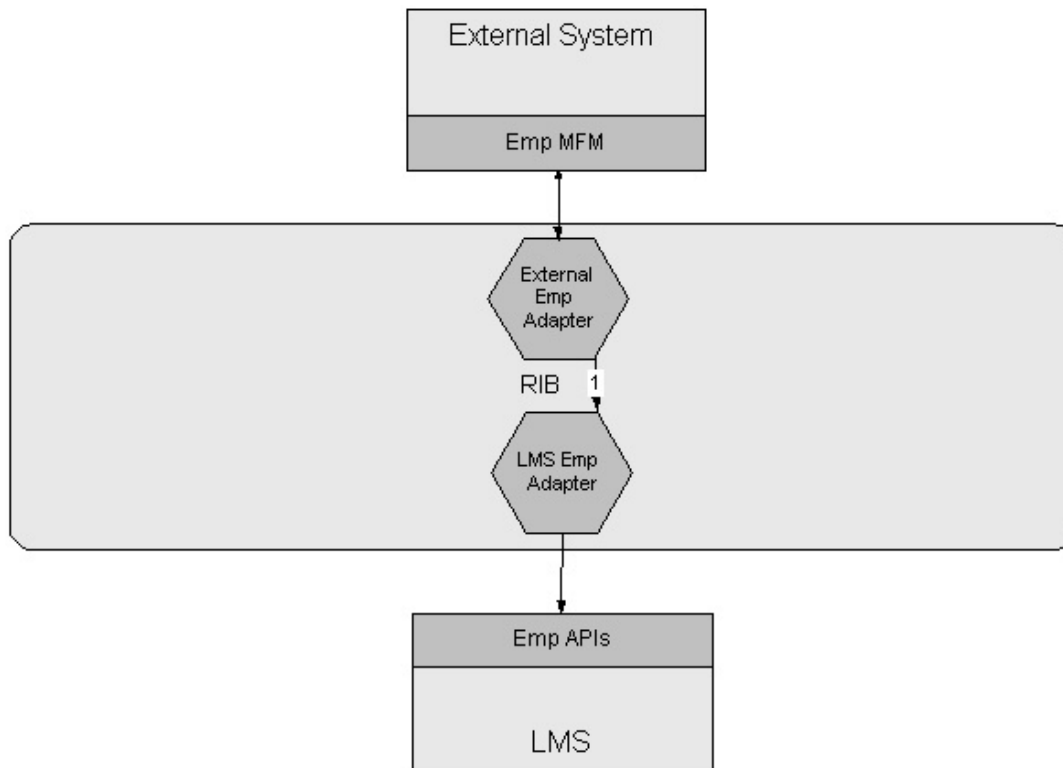 External System
Emp MFM
External
Emp
Adapter
RIB 1
LMS Emp
Adapter
Emp APIs
LMS